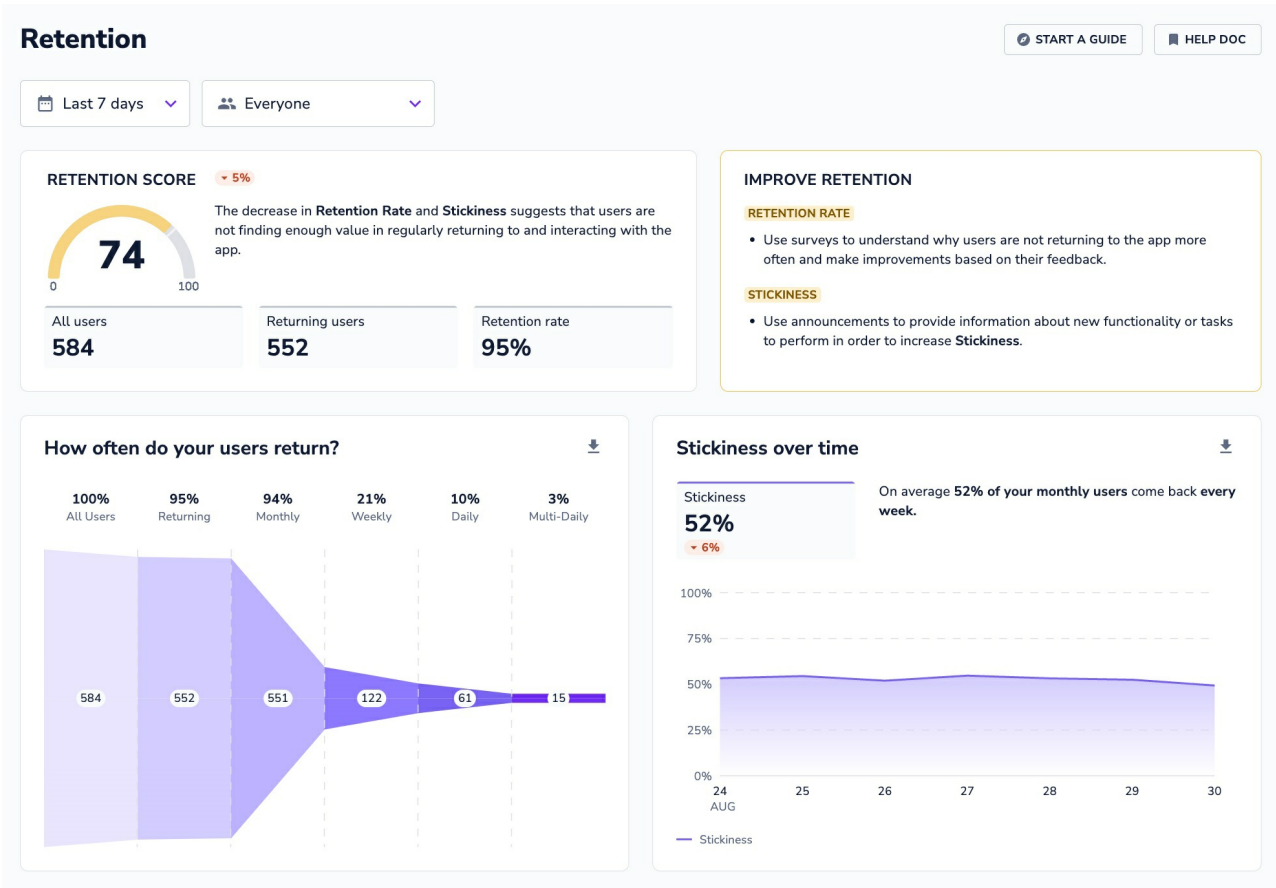 Retention
START A GUIDE
HELP DOC
Last 7 days
Everyone
RETENTION SCORE
5%
74
0
100
The decrease in Retention Rate and Stickiness suggests that users are
not finding enough value in regularly returning to and interacting with the
app.
All users
584
Returning users
552
Retention rate
95%
IMPROVE RETENTION
RETENTION RATE
• Use surveys to understand why users are not returning to the app more
often and make improvements based on their feedback.
STICKINESS
• Use announcements to provide information about new functionality or tasks
to perform in order to increase Stickiness.
How often do your users return?
100%
All Users
95%
Returning
94%
Monthly
21%
Weekly
10%
Daily
3%
Multi-Daily
584
552
551
122
61
15
Stickiness over time
Stickiness
52%
6%
On average 52% of your monthly users come back every
week.
100%
75%
50%
25%
0%
24
AUG
25
26
27
28
29
30
Stickiness